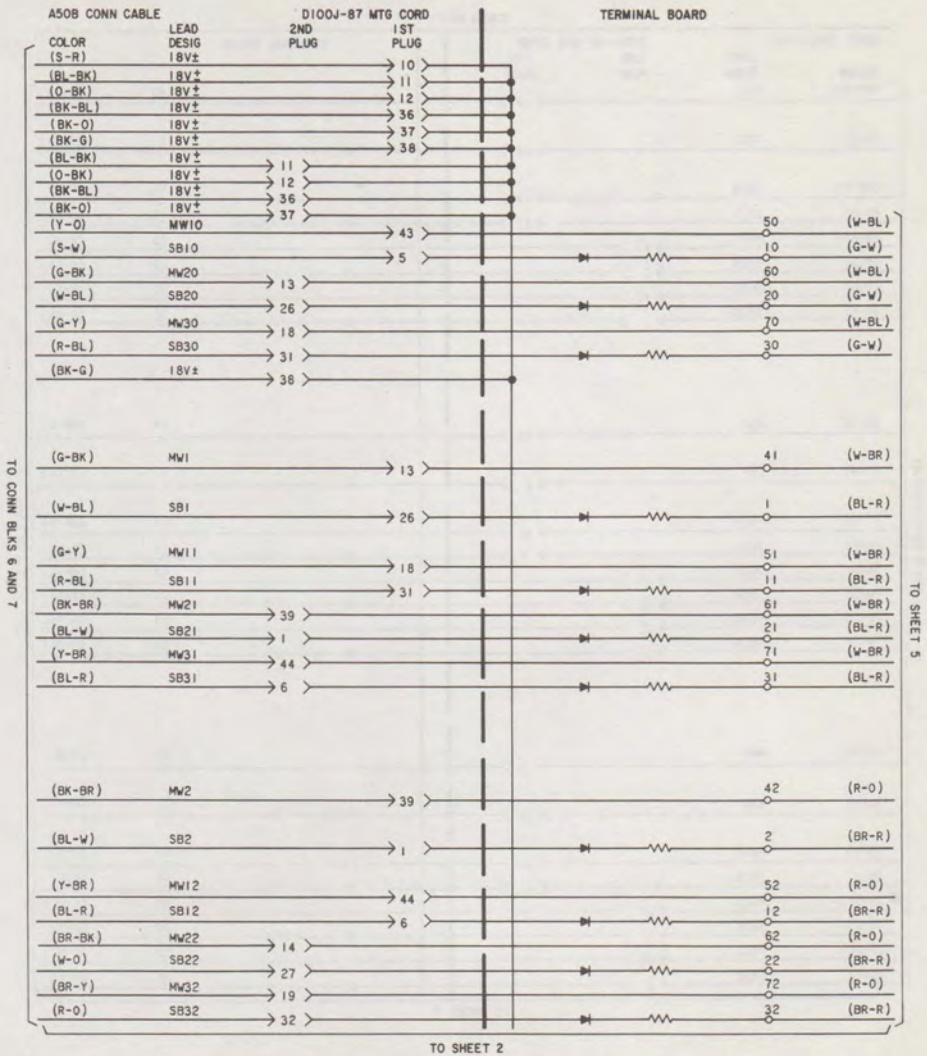 A50B CONN CABLE D100J-87 MTG CORD TERMINAL BOARD
LEAD 2ND 1ST
COLOR DESIG PLUG PLUG
(S-R) 18V± 10
(BL-BK) 18V± 11
(O-BK) 18V± 12
(BK-BL) 18V± 36
(BK-O) 18V± 37
(BK-G) 18V± 38
(BL-BK) 18V± 11
(O-BK) 18V± 12
(BK-BL) 18V± 36
(BK-O) 18V± 37
(Y-O) MW10 43 50 (W-BL)
(S-W) SB10 5 10 (G-W)
(G-BK) MW20 13 60 (W-BL)
(W-BL) SB20 26 20 (G-W)
(G-Y) MW30 18 70 (W-BL)
(R-BL) SB30 31 30 (G-W)
(BK-G) 18V± 38
(G-BK) MW1 13 41 (W-BR)
(W-BL) SB1 26 1 (BL-R)
(G-Y) MW11 18 51 (W-BR)
(R-BL) SB11 31 11 (BL-R)
(BK-BR) MW21 39 61 (W-BR)
(BL-W) SB21 1 21 (BL-R)
(Y-BR) MW31 44 71 (W-BR)
(BL-R) SB31 6 31 (BL-R)
(BK-BR) MW2 39 42 (R-O)
(BL-W) SB2 1 2 (BR-R)
(Y-BR) MW12 44 52 (R-O)
(BL-R) SB12 6 12 (BR-R)
(BR-BK) MW22 14 62 (R-O)
(W-O) SB22 27 22 (BR-R)
(BR-Y) MW32 19 72 (R-O)
(R-O) SB32 32 32 (BR-R)
TO CONN BLKS 6 AND 7
TO SHEET 5
TO SHEET 2